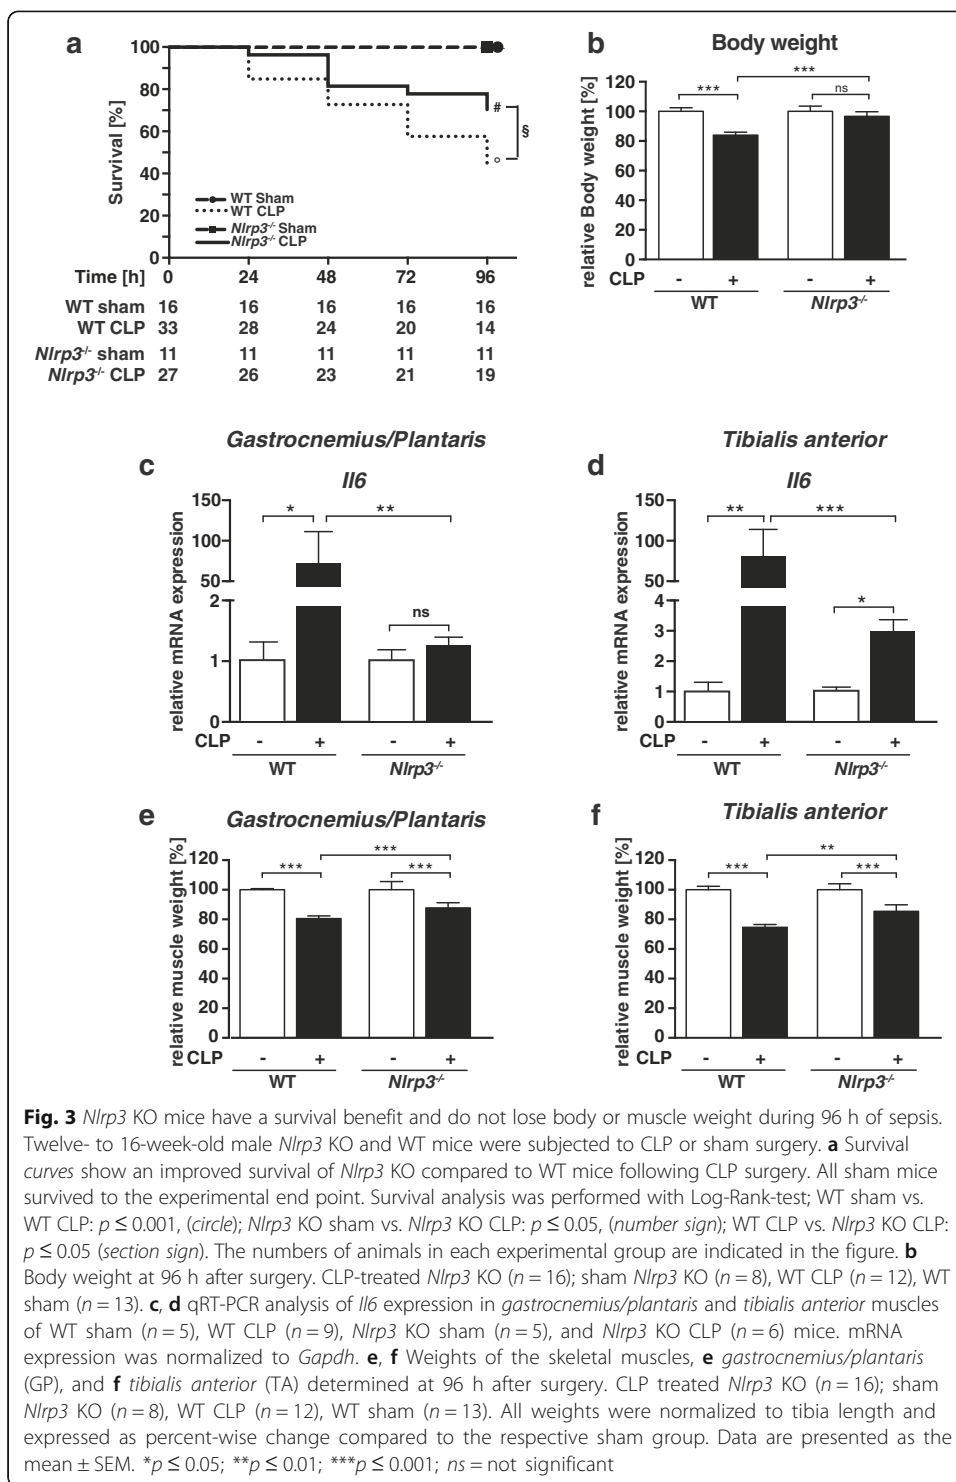 a
100
80
60
40
20
0
Survival [%]
#
§
°
WT Sham
WT CLP
Nlrp3-/- Sham
Nlrp3-/- CLP
Time [h] 0 24 48 72 96
WT sham 16 16 16 16 16
WT CLP 33 28 24 20 14
Nlrp3-/- sham 11 11 11 11 11
Nlrp3-/- CLP 27 26 23 21 19
b Body weight
relative Body weight [%]
120
100
80
60
40
20
0
*** *** ns
CLP - + - +
WT Nlrp3-/-
Gastrocnemius/Plantaris
c
Il6
relative mRNA expression
150
100
50
2
1
0
* ** ns
CLP - + - +
WT Nlrp3-/-
Tibialis anterior
d
Il6
relative mRNA expression
150
100
50
4
3
2
1
0
** *** *
CLP - + - +
WT Nlrp3-/-
e Gastrocnemius/Plantaris
relative muscle weight [%]
120
100
80
60
40
20
0
*** *** ***
CLP - + - +
WT Nlrp3-/-
f Tibialis anterior
relative muscle weight [%]
120
100
80
60
40
20
0
*** ** ***
CLP - + - +
WT Nlrp3-/-
Fig. 3 Nlrp3 KO mice have a survival benefit and do not lose body or muscle weight during 96 h of sepsis.
Twelve- to 16-week-old male Nlrp3 KO and WT mice were subjected to CLP or sham surgery. a Survival
curves show an improved survival of Nlrp3 KO compared to WT mice following CLP surgery. All sham mice
survived to the experimental end point. Survival analysis was performed with Log-Rank-test; WT sham vs.
WT CLP: p ≤ 0.001, (circle); Nlrp3 KO sham vs. Nlrp3 KO CLP: p ≤ 0.05, (number sign); WT CLP vs. Nlrp3 KO CLP:
p ≤ 0.05 (section sign). The numbers of animals in each experimental group are indicated in the figure. b
Body weight at 96 h after surgery. CLP-treated Nlrp3 KO (n = 16); sham Nlrp3 KO (n = 8), WT CLP (n = 12), WT
sham (n = 13). c, d qRT-PCR analysis of Il6 expression in gastrocnemius/plantaris and tibialis anterior muscles
of WT sham (n = 5), WT CLP (n = 9), Nlrp3 KO sham (n = 5), and Nlrp3 KO CLP (n = 6) mice. mRNA
expression was normalized to Gapdh. e, f Weights of the skeletal muscles, e gastrocnemius/plantaris
(GP), and f tibialis anterior (TA) determined at 96 h after surgery. CLP treated Nlrp3 KO (n = 16); sham
Nlrp3 KO (n = 8), WT CLP (n = 12), WT sham (n = 13). All weights were normalized to tibia length and
expressed as percent-wise change compared to the respective sham group. Data are presented as the
mean ± SEM. *p ≤ 0.05; **p ≤ 0.01; ***p ≤ 0.001; ns = not significant